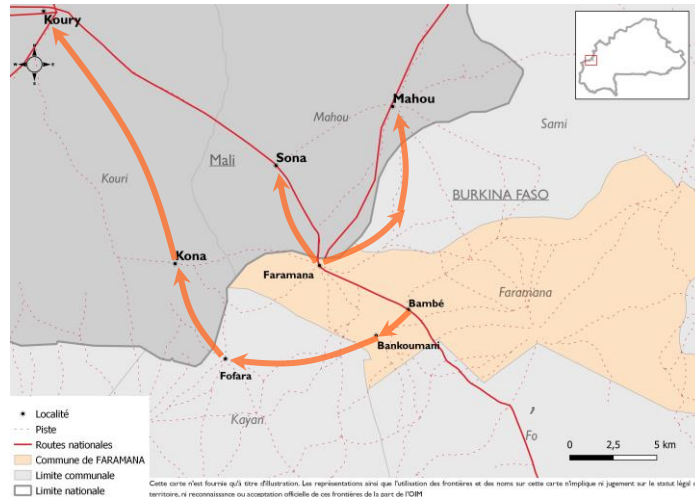 Koury
Mahou
Mahou
Sami
Sona
Mali
Kouri
BURKINA FASO
Kona
Faramana
Faramana
Bambé
Bankoumani
Fofara
Kayan
,
Fo
Localité
Piste
Routes nationales
Commune de FARAMANA
Limite communale
Limite nationale
0 2,5 5 km
Cette carte n'est fournie qu'à titre d'illustration. Les représentations ainsi que l'utilisation des frontières et des noms sur cette carte n'implique ni jugement sur le statut légal d
territoire, ni reconnaissance ou acceptation officielle de ces frontières de la part de l'OIM